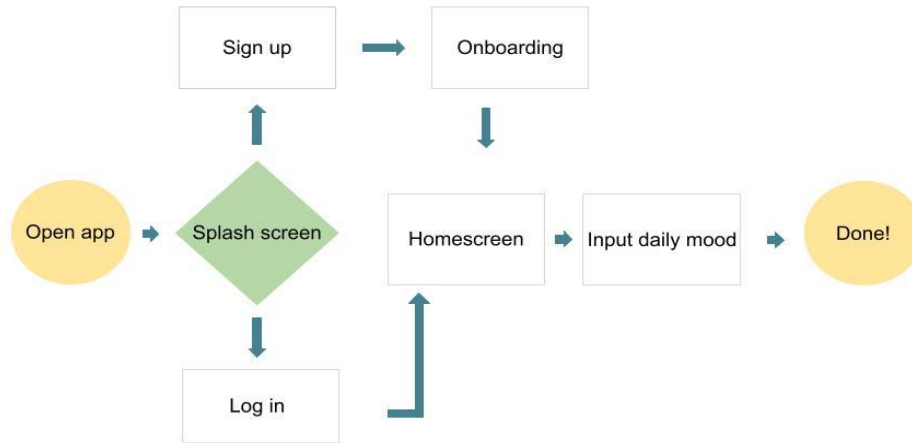 Sign up
Onboarding
Open app
Splash screen
Homescreen
Input daily mood
Done!
Log in